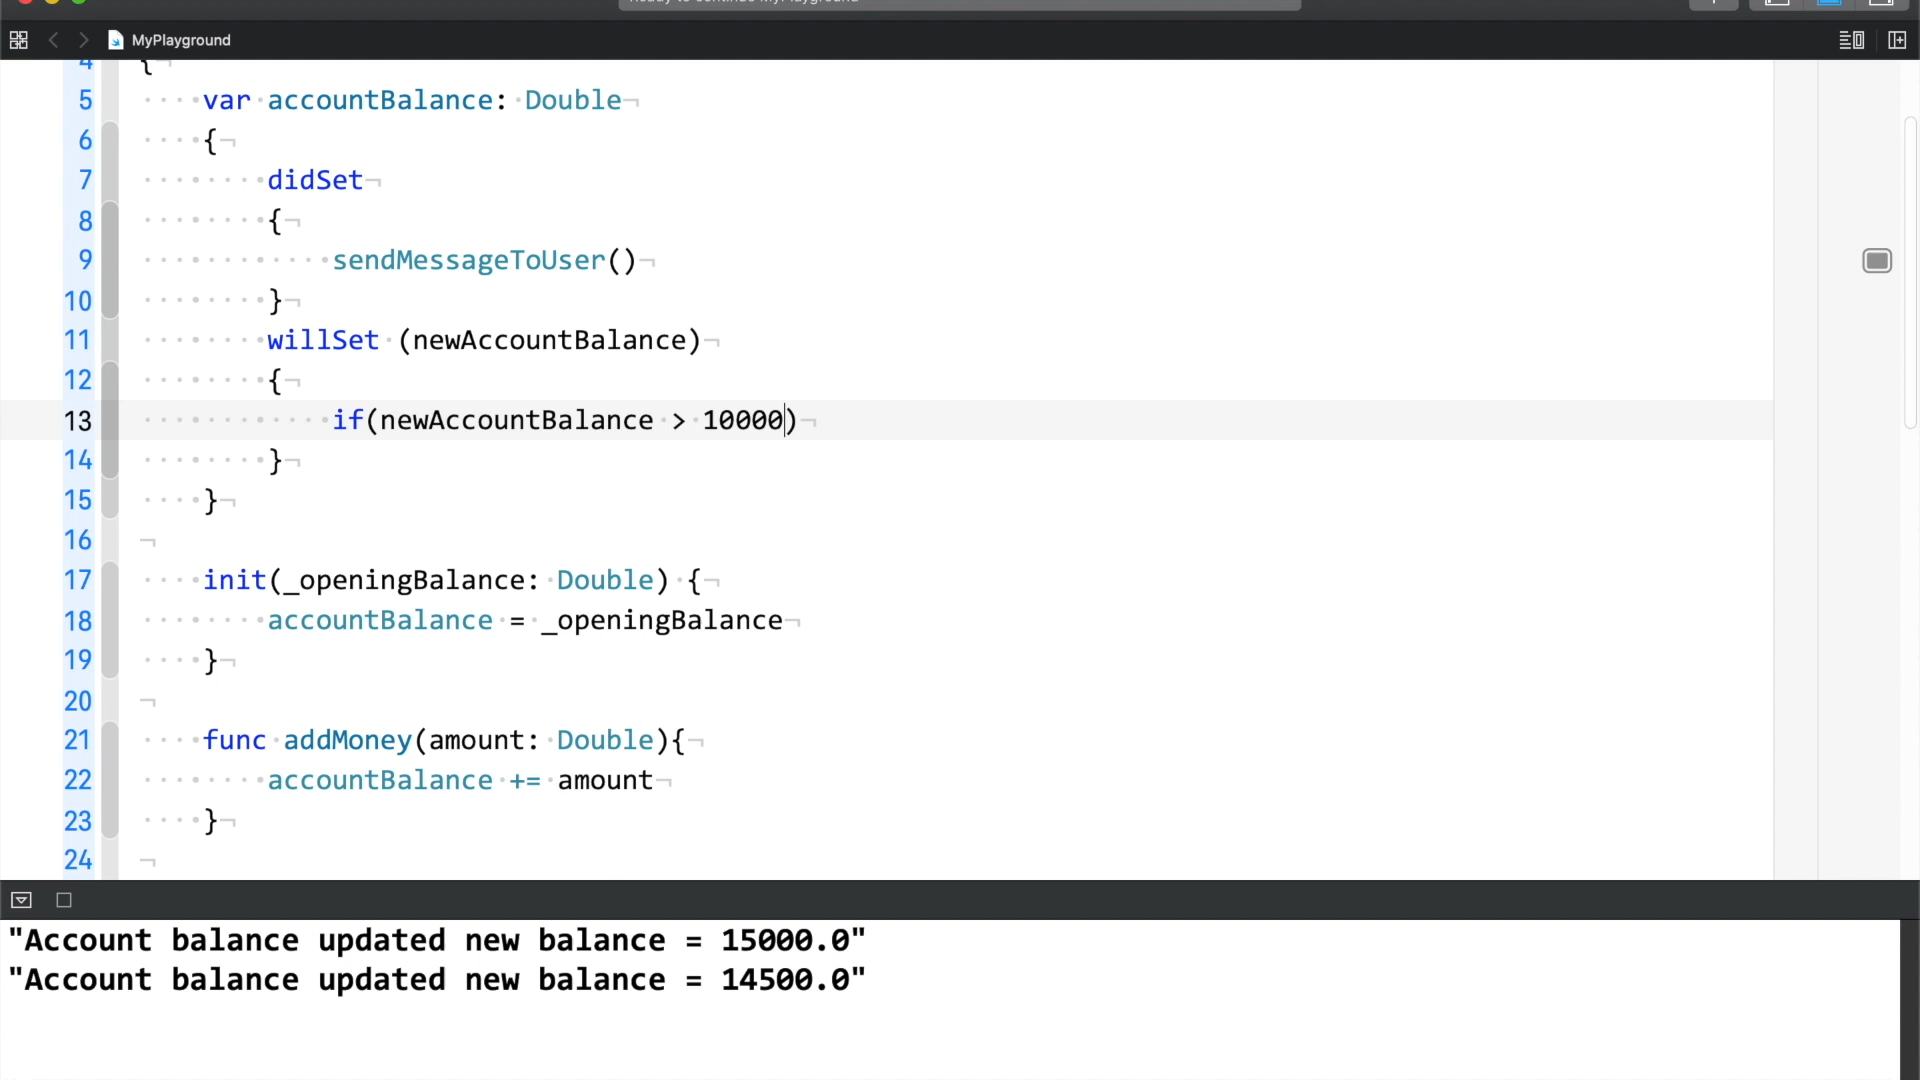 MyPlayground
4 {
5 var accountBalance: Double
6 {
7 didSet
8 {
9 sendMessageToUser()
10 }
11 willSet (newAccountBalance)
12 {
13 if(newAccountBalance > 10000)
14 }
15 }
16
17 init(_openingBalance: Double) {
18 accountBalance = _openingBalance
19 }
20
21 func addMoney(amount: Double){
22 accountBalance += amount
23 }
24
"Account balance updated new balance = 15000.0"
"Account balance updated new balance = 14500.0"